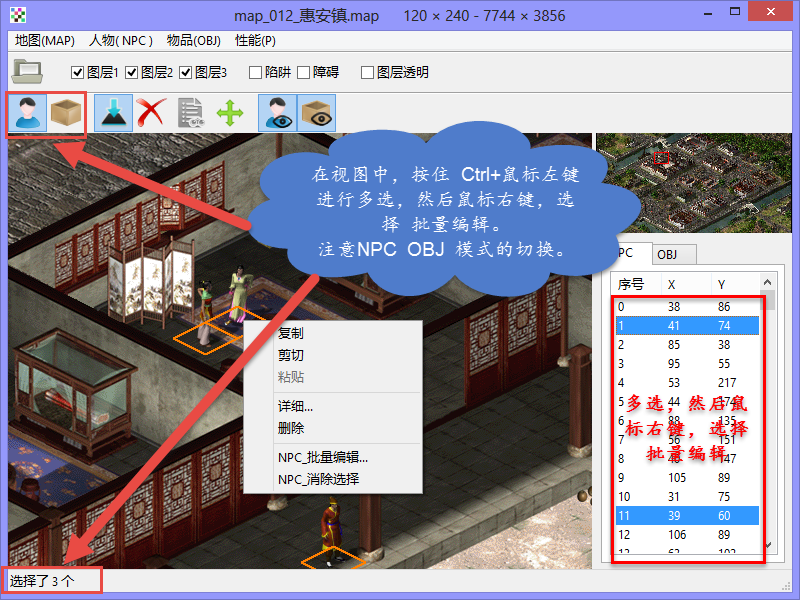 map_012_惠安镇.map 120 × 240 - 7744 × 3856
地图(MAP) 人物( NPC ) 物品(OBJ) 性能(P)
图层1 图层2 图层3 陷阱 障碍 图层透明
在视图中，按住 Ctrl+鼠标左键
进行多选，然后鼠标右键，选
择 批量编辑。
注意NPC OBJ 模式的切换。
PC OBJ
序号 X Y
0 38 86
1 41 74
2 85 38
3 95 55
4 53 217
5 44 174
6 88 135
7 56 151
8 147
9 105 89
10 31 75
11 39 60
12 106 89
13 63 103
多选，然后鼠
标右键，选择
批量编辑
复制
剪切
粘贴
详细...
删除
NPC_批量编辑...
NPC_消除选择
选择了 3 个